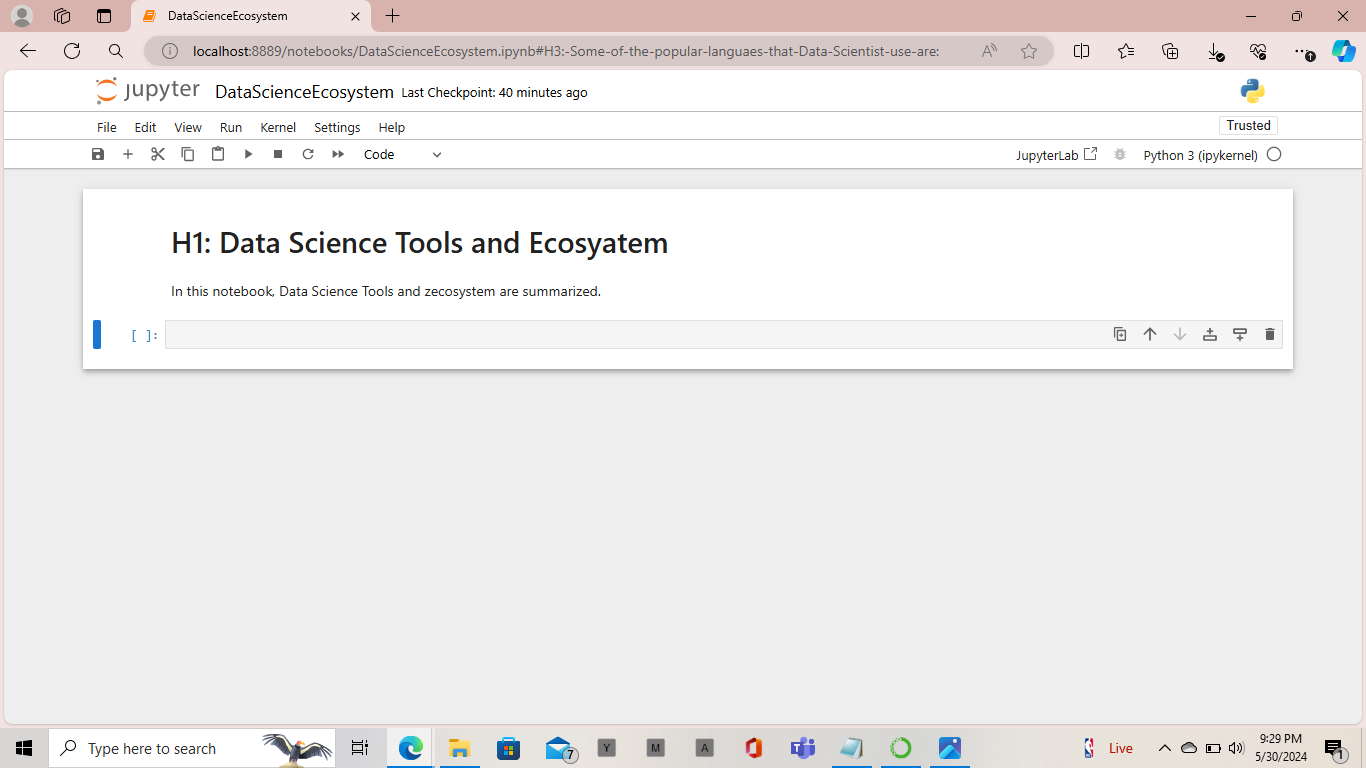 DataScienceEcosystem
localhost:8889/notebooks/DataScienceEcosystem.ipynb#H3:-Some-of-the-popular-languaes-that-Data-Scientist-use-are:
jupyter DataScienceEcosystem Last Checkpoint: 40 minutes ago
File Edit View Run Kernel Settings Help Trusted
Code JupyterLab Python 3 (ipykernel)
H1: Data Science Tools and Ecosyatem
In this notebook, Data Science Tools and zecosystem are summarized.
[ ]:
Type here to search 7 Y M A Live 9:29 PM
5/30/2024 1